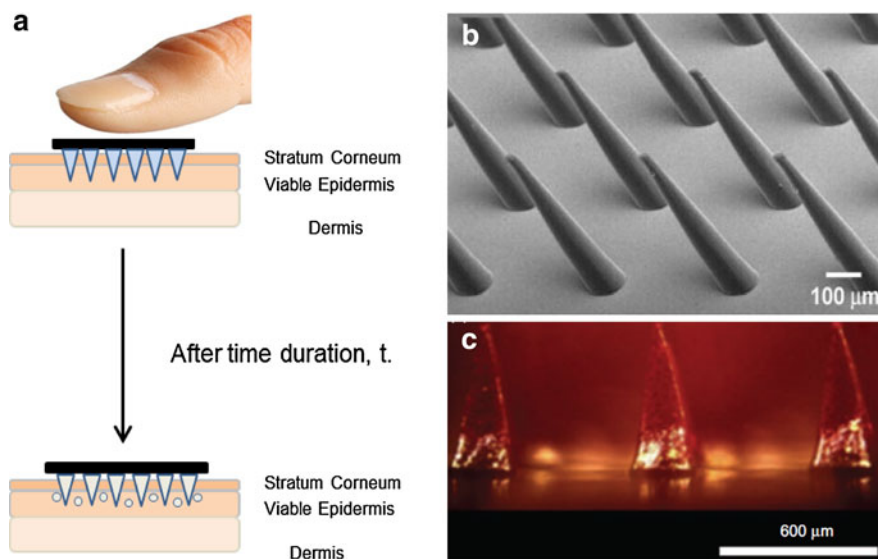 a
Stratum Corneum
Viable Epidermis
Dermis
After time duration, t.
Stratum Corneum
Viable Epidermis
Dermis
b
100 μm
c
600 μm